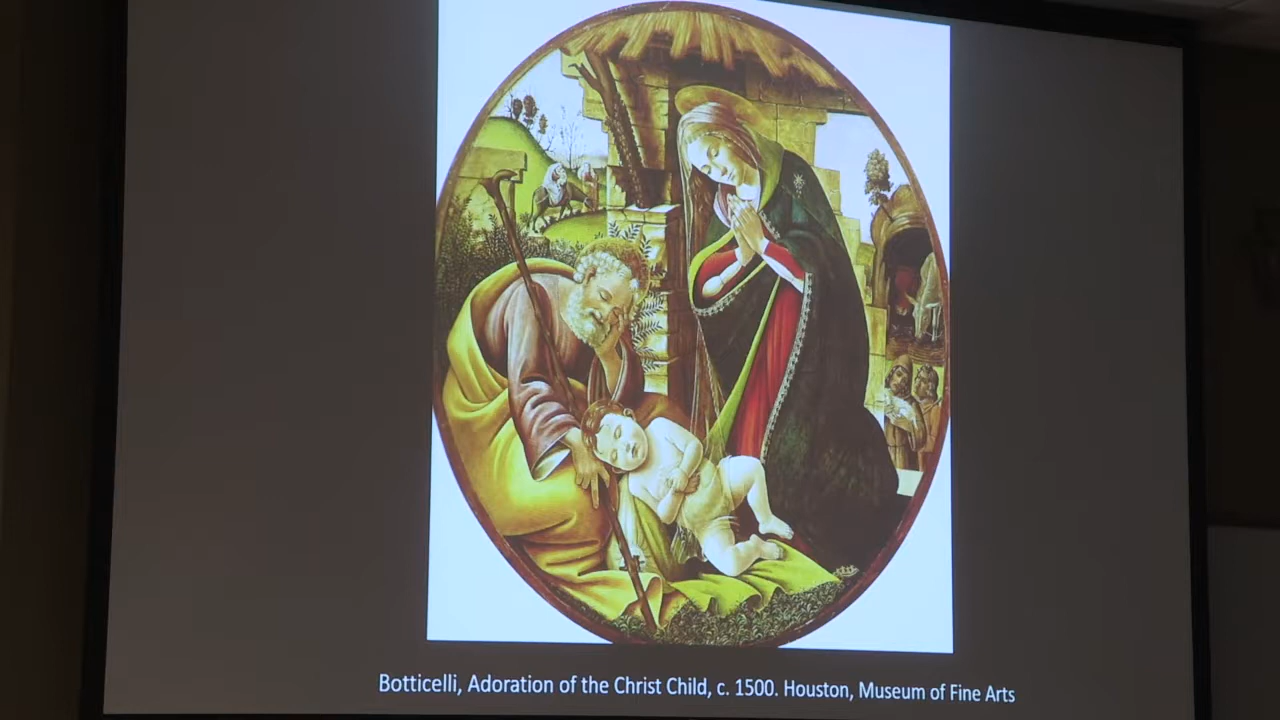 Botticelli, Adoration of the Christ Child, c. 1500. Houston, Museum of Fine Arts